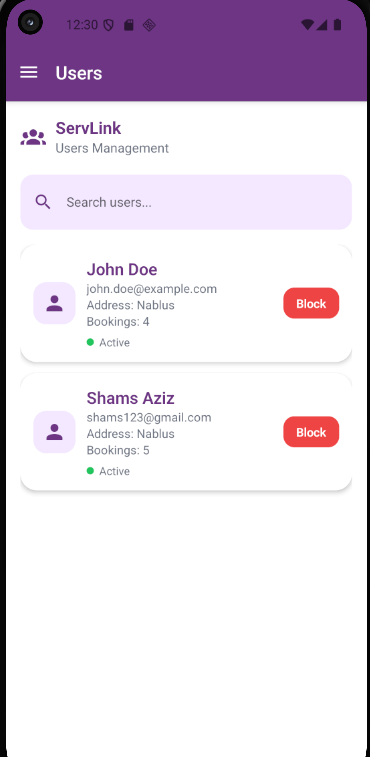 12:30
Users
ServLink
Users Management
Search users...
John Doe
john.doe@example.com
Address: Nablus
Bookings: 4
Active
Block
Shams Aziz
shams123@gmail.com
Address: Nablus
Bookings: 5
Active
Block